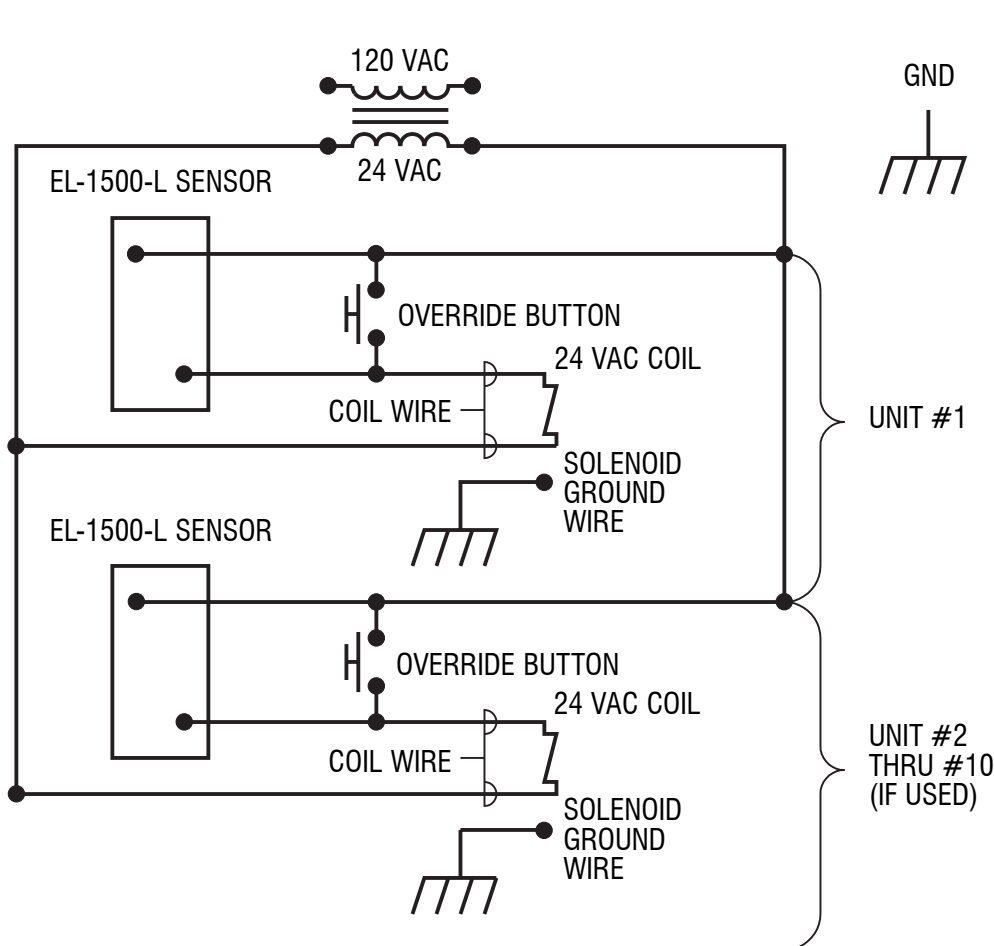 120 VAC
GND
24 VAC
EL-1500-L SENSOR
OVERRIDE BUTTON
24 VAC COIL
COIL WIRE
UNIT #1
SOLENOID
GROUND
WIRE
EL-1500-L SENSOR
OVERRIDE BUTTON
24 VAC COIL
COIL WIRE
UNIT #2
THRU #10
(IF USED)
SOLENOID
GROUND
WIRE